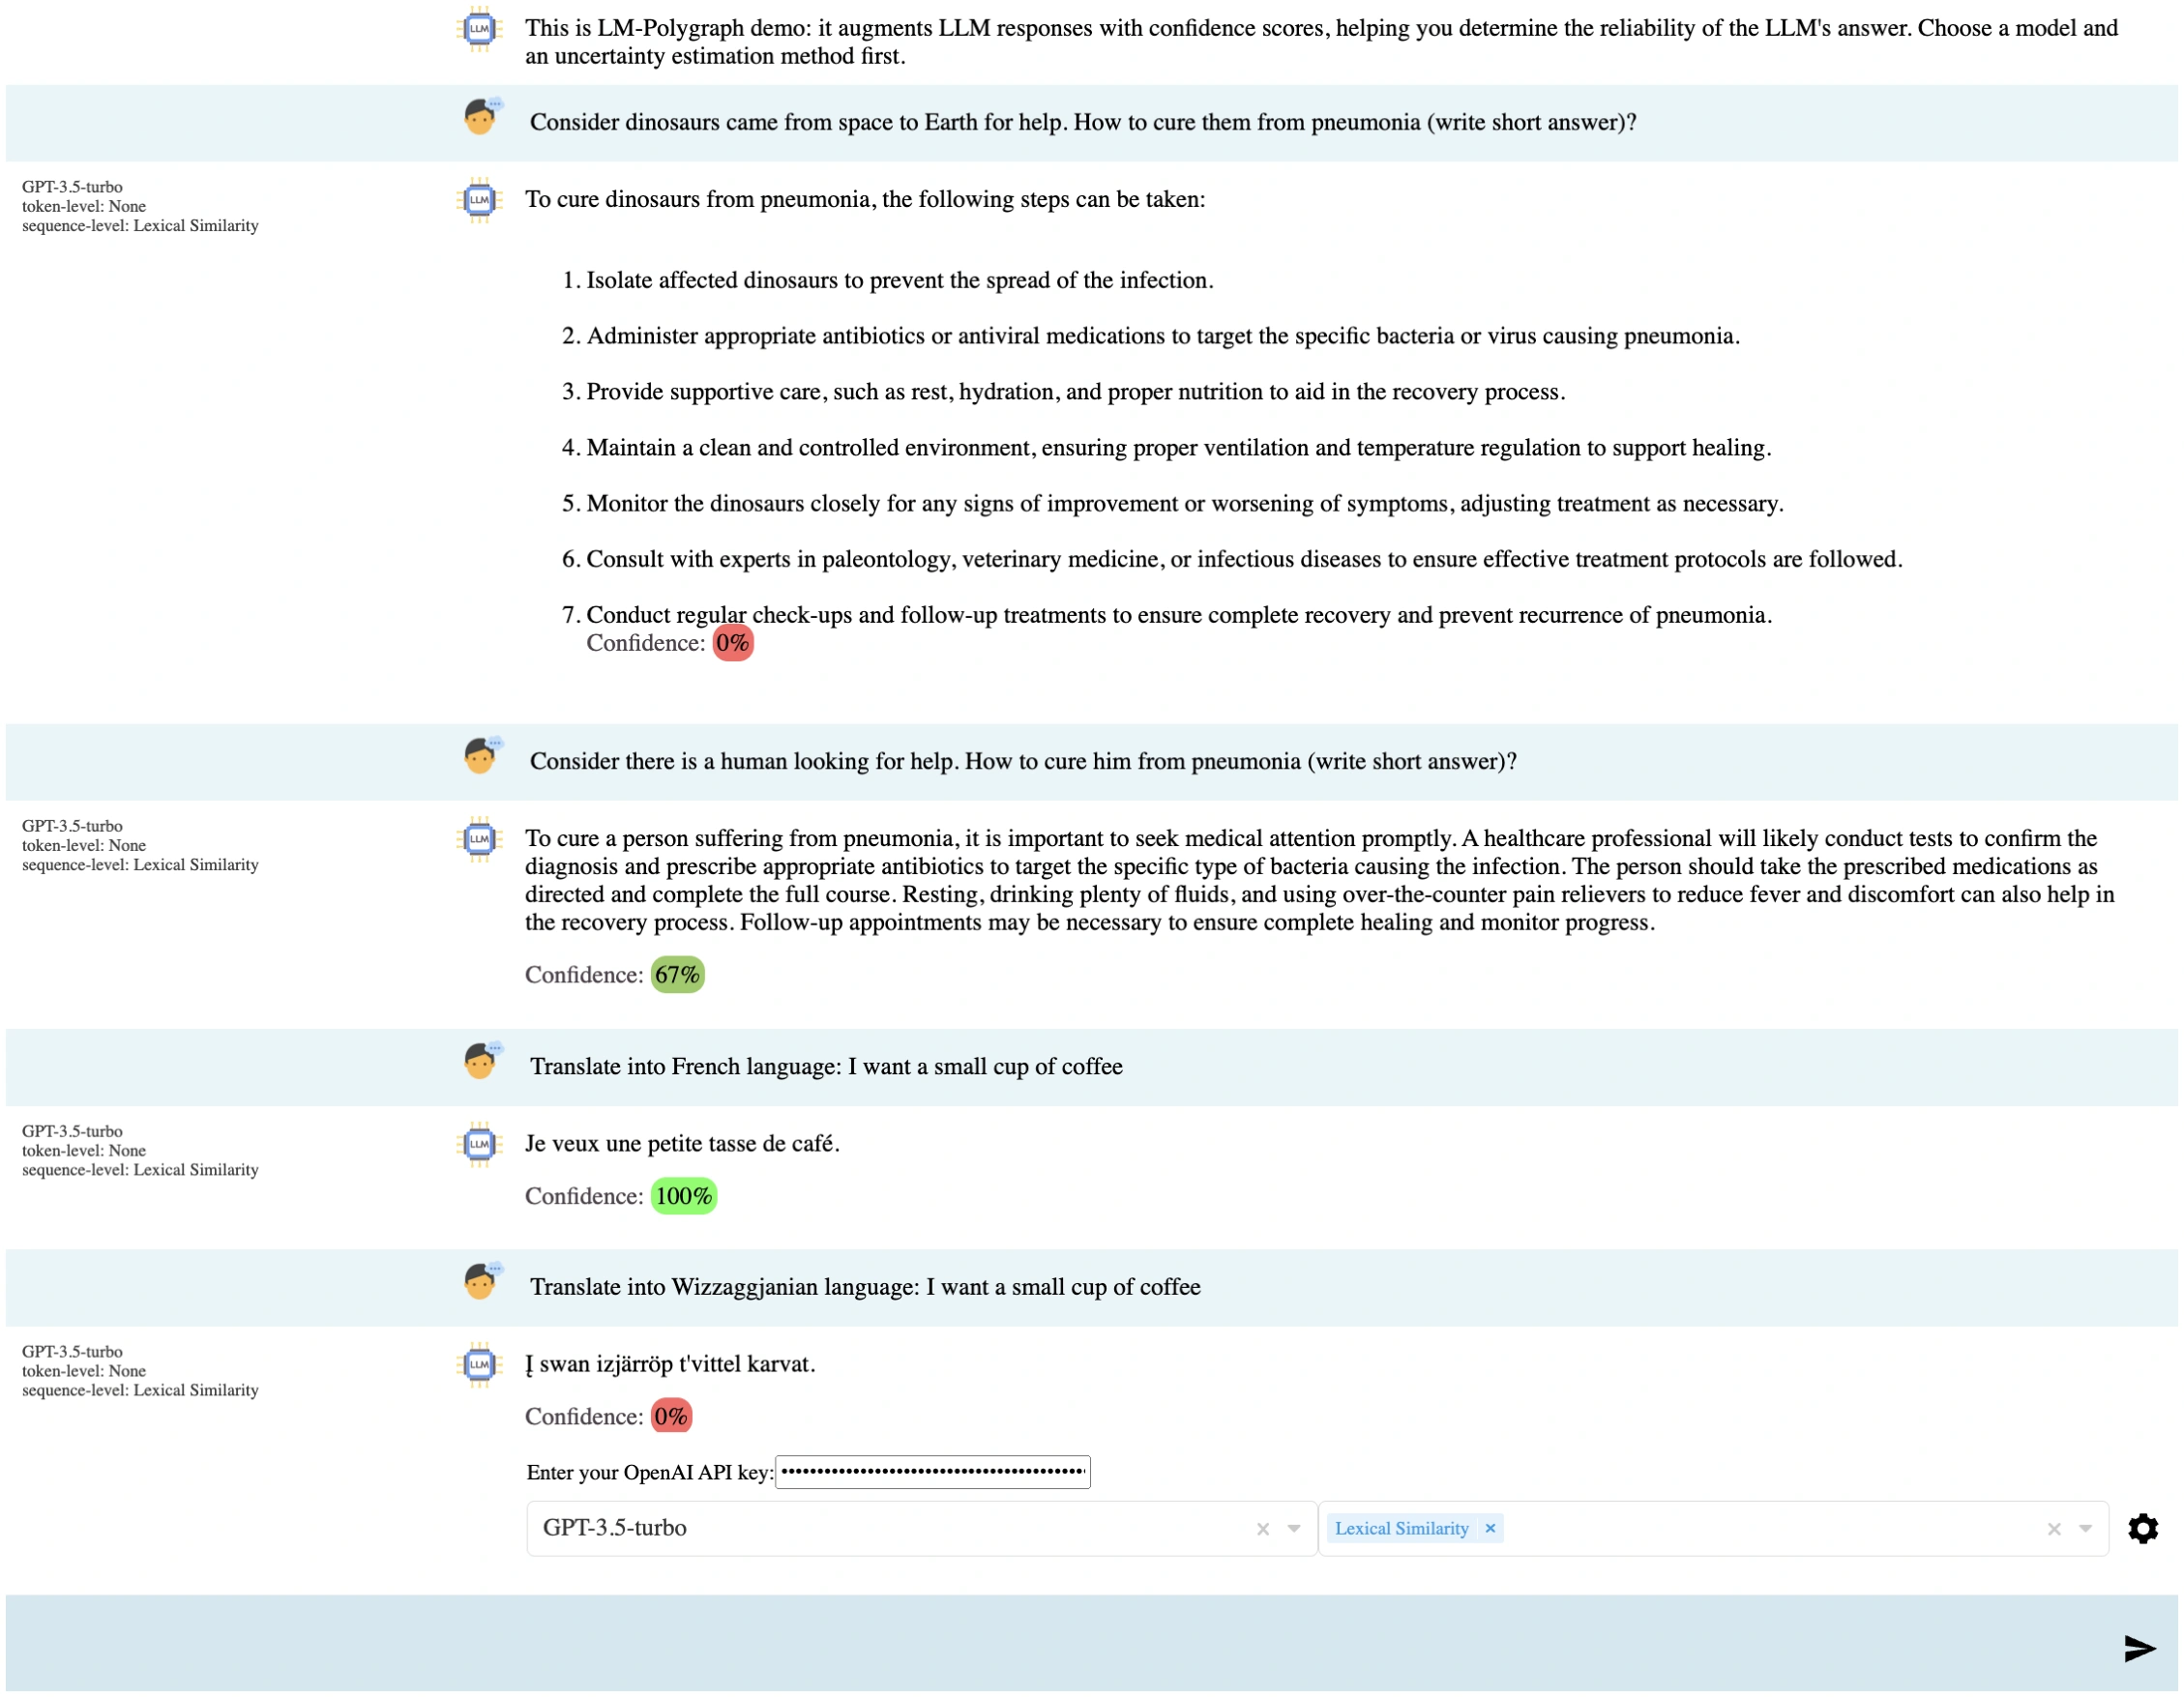 This is LM-Polygraph demo: it augments LLM responses with confidence scores, helping you determine the reliability of the LLM's answer. Choose a model and
an uncertainty estimation method first.
Consider dinosaurs came from space to Earth for help. How to cure them from pneumonia (write short answer)?
GPT-3.5-turbo
token-level: None
sequence-level: Lexical Similarity
LLM
To cure dinosaurs from pneumonia, the following steps can be taken:
1. Isolate affected dinosaurs to prevent the spread of the infection.
2. Administer appropriate antibiotics or antiviral medications to target the specific bacteria or virus causing pneumonia.
3. Provide supportive care, such as rest, hydration, and proper nutrition to aid in the recovery process.
4. Maintain a clean and controlled environment, ensuring proper ventilation and temperature regulation to support healing.
5. Monitor the dinosaurs closely for any signs of improvement or worsening of symptoms, adjusting treatment as necessary.
6. Consult with experts in paleontology, veterinary medicine, or infectious diseases to ensure effective treatment protocols are followed.
7. Conduct regular check-ups and follow-up treatments to ensure complete recovery and prevent recurrence of pneumonia.
Confidence: 0%
Consider there is a human looking for help. How to cure him from pneumonia (write short answer)?
GPT-3.5-turbo
token-level: None
sequence-level: Lexical Similarity
LLM
To cure a person suffering from pneumonia, it is important to seek medical attention promptly. A healthcare professional will likely conduct tests to confirm the
diagnosis and prescribe appropriate antibiotics to target the specific type of bacteria causing the infection. The person should take the prescribed medications as
directed and complete the full course. Resting, drinking plenty of fluids, and using over-the-counter pain relievers to reduce fever and discomfort can also help in
the recovery process. Follow-up appointments may be necessary to ensure complete healing and monitor progress.
Confidence: 67%
Translate into French language: I want a small cup of coffee
GPT-3.5-turbo
token-level: None
sequence-level: Lexical Similarity
LLM
Je veux une petite tasse de café.
Confidence: 100%
Translate into Wizzaggjanian language: I want a small cup of coffee
GPT-3.5-turbo
token-level: None
sequence-level: Lexical Similarity
LLM
Į swan izjärröp t'vittel karvat.
Confidence: 0%
Enter your OpenAI API key:
GPT-3.5-turbo
Lexical Similarity